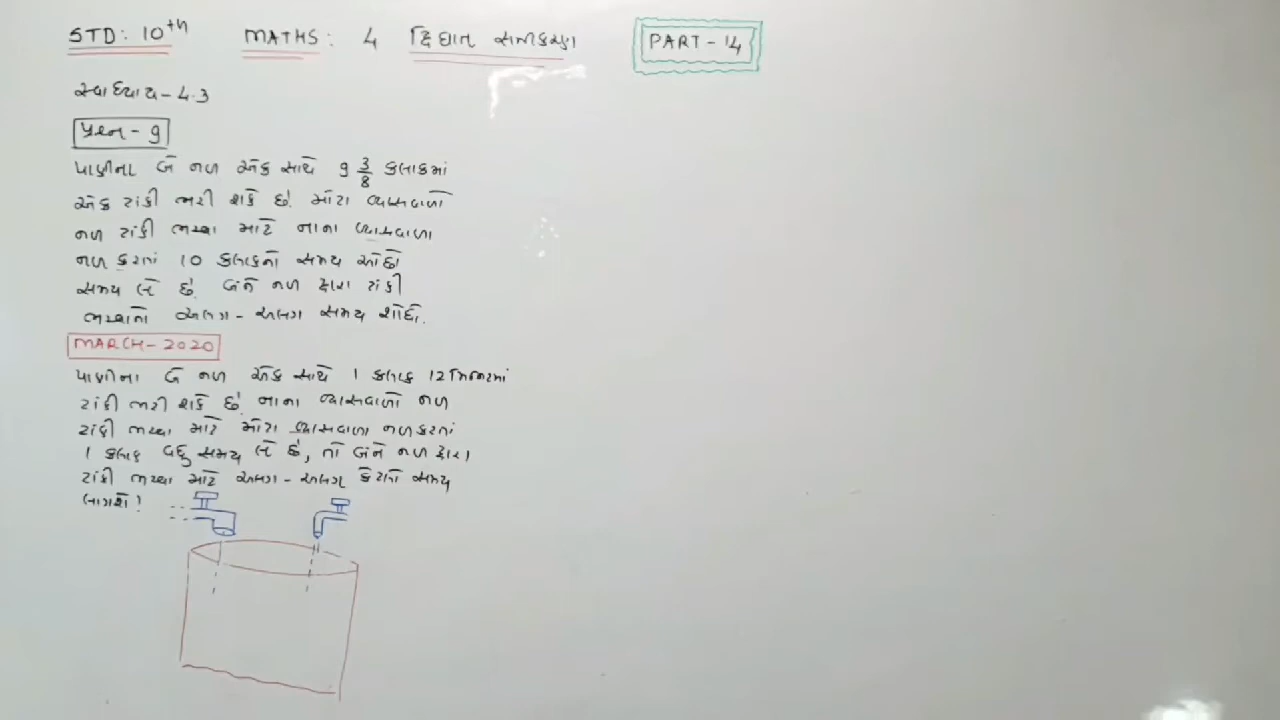 STD: 10th MATHS: 4 દ્વિઘાત સમીકરણ PART-14
સ્વાધ્યાય-4.3
પ્રશ્ન-9
પાણીના બે નળ એક સાથે 9 3/8 કલાકમાં
એક ટાંકી ભરી શકે છે. મોટા વ્યાસવાળો
નળ ટાંકી ભરવા માટે નાના વ્યાસવાળા
નળ કરતાં 10 કલાકનો સમય ઓછો
સમય લે છે. બંને નળ દ્વારા ટાંકી
ભરવાનો અલગ-અલગ સમય શોધો.
MARCH-2020
પાણીના બે નળ એક સાથે 1 કલાક 12 મિનિટમાં
ટાંકી ભરી શકે છે. નાના વ્યાસવાળો નળ
ટાંકી ભરવા માટે મોટા વ્યાસવાળા નળ કરતાં
1 કલાક વધુ સમય લે છે, તો બંને નળ દ્વારા
ટાંકી ભરવા માટે અલગ-અલગ કેટલો સમય
લાગશે?